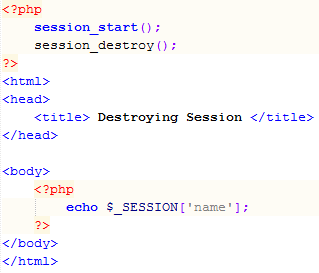 <?php
    session_start();
    session_destroy();
?>
<html>
<head>
    <title> Destroying Session </title>
</head>

<body>
    <?php
        echo $_SESSION['name'];
    ?>
</body>
</html>